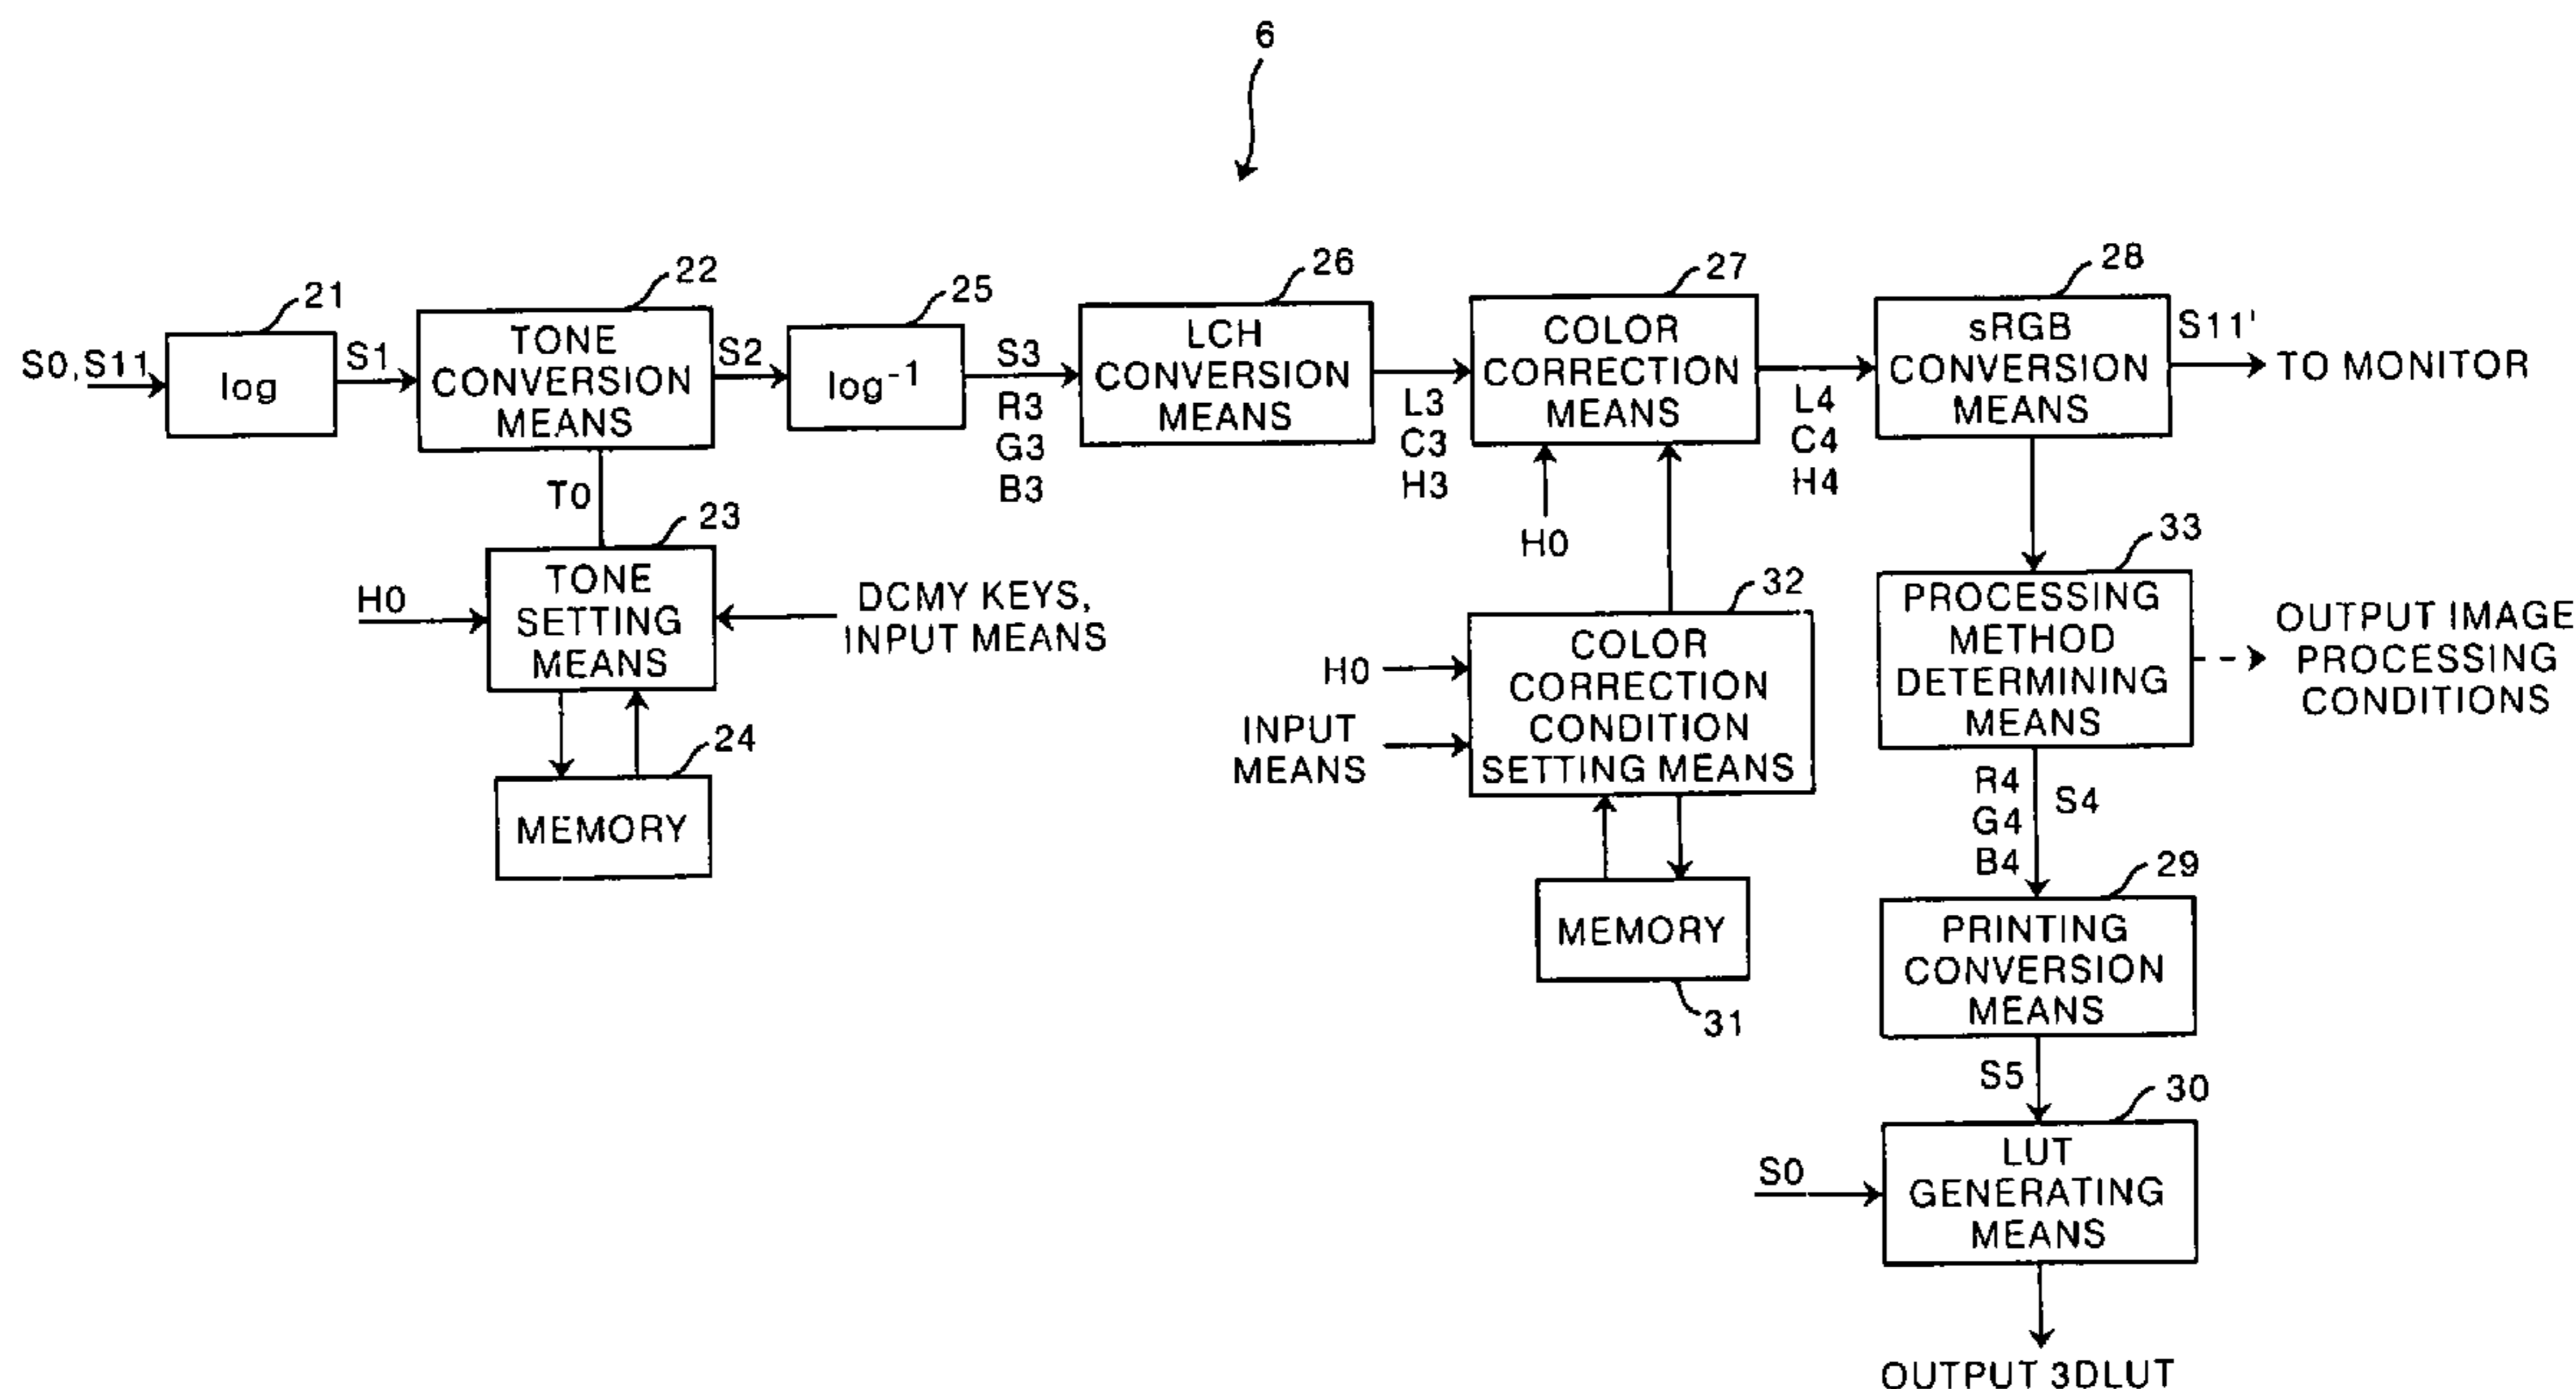 6
21
22
25
26
27
28
S0,S11
log
S1
TONE
CONVERSION
MEANS
S2
log-1
S3
R3
G3
B3
LCH
CONVERSION
MEANS
L3
C3
H3
COLOR
CORRECTION
MEANS
L4
C4
H4
sRGB
CONVERSION
MEANS
S11'
TO MONITOR
T0
23
H0
TONE
SETTING
MEANS
DCMY KEYS,
INPUT MEANS
24
MEMORY
H0
32
H0
INPUT
MEANS
COLOR
CORRECTION
CONDITION
SETTING MEANS
MEMORY
31
33
PROCESSING
METHOD
DETERMINING
MEANS
OUTPUT IMAGE
PROCESSING
CONDITIONS
R4
G4
B4
S4
29
PRINTING
CONVERSION
MEANS
S5
30
S0
LUT
GENERATING
MEANS
OUTPUT 3DLUT